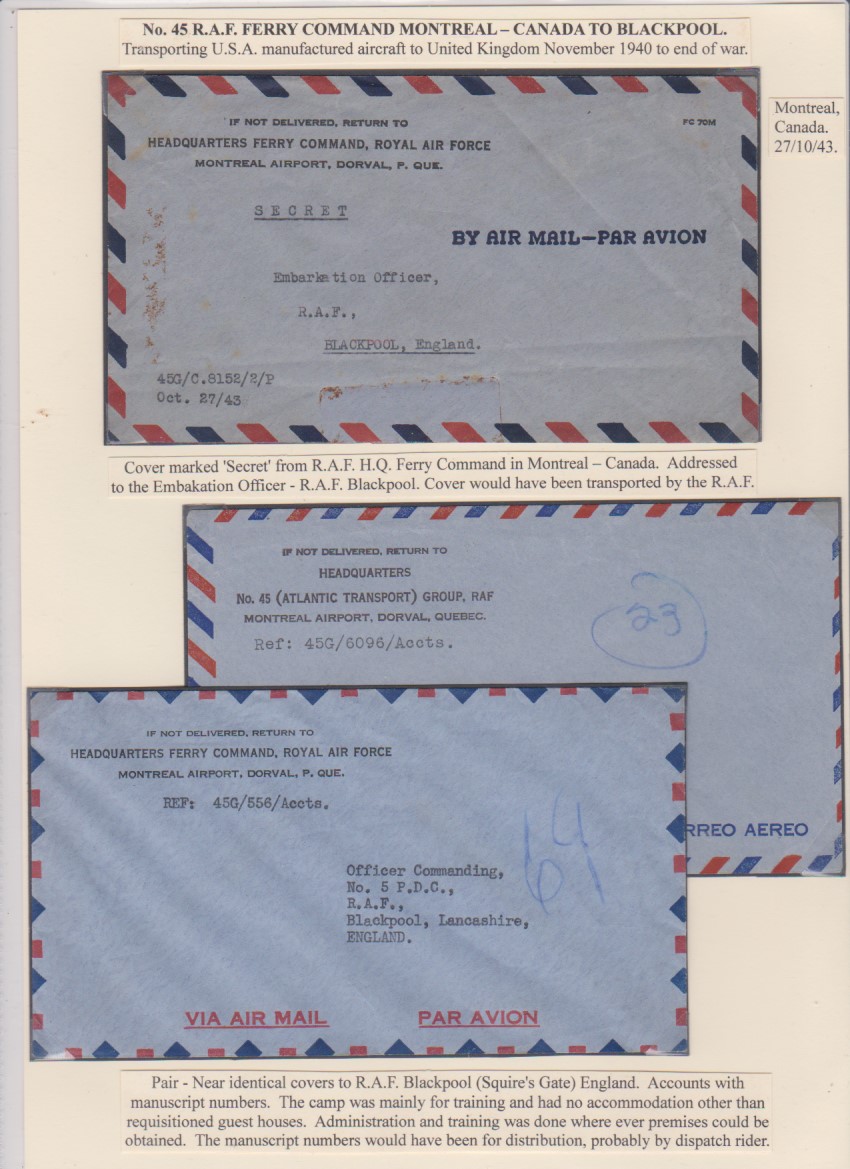 No. 45 R.A.F. FERRY COMMAND MONTREAL – CANADA TO BLACKPOOL.
Transporting U.S.A. manufactured aircraft to United Kingdom November 1940 to end of war.
Montreal,
Canada.
27/10/43.
IF NOT DELIVERED, RETURN TO
FC 70M
HEADQUARTERS FERRY COMMAND, ROYAL AIR FORCE
MONTREAL AIRPORT, DORVAL, P. QUE.
SECRET
BY AIR MAIL–PAR AVION
Embarkation Officer,
R.A.F.,
BLACKPOOL, England.
45G/C.8152/2/P
Oct. 27/43
Cover marked 'Secret' from R.A.F. H.Q. Ferry Command in Montreal – Canada. Addressed
to the Embakation Officer - R.A.F. Blackpool. Cover would have been transported by the R.A.F.
IF NOT DELIVERED, RETURN TO
HEADQUARTERS
No. 45 (ATLANTIC TRANSPORT) GROUP, RAF
MONTREAL AIRPORT, DORVAL, QUEBEC.
Ref: 45G/6096/Accts.
23
RREO AEREO
IF NOT DELIVERED, RETURN TO
HEADQUARTERS FERRY COMMAND, ROYAL AIR FORCE
MONTREAL AIRPORT, DORVAL, P. QUE.
REF: 45G/556/Accts.
Officer Commanding,
No. 5 P.D.C.,
R.A.F.,
Blackpool, Lancashire,
ENGLAND.
VIA AIR MAIL PAR AVION
Pair - Near identical covers to R.A.F. Blackpool (Squire's Gate) England. Accounts with
manuscript numbers. The camp was mainly for training and had no accommodation other than
requisitioned guest houses. Administration and training was done where ever premises could be
obtained. The manuscript numbers would have been for distribution, probably by dispatch rider.